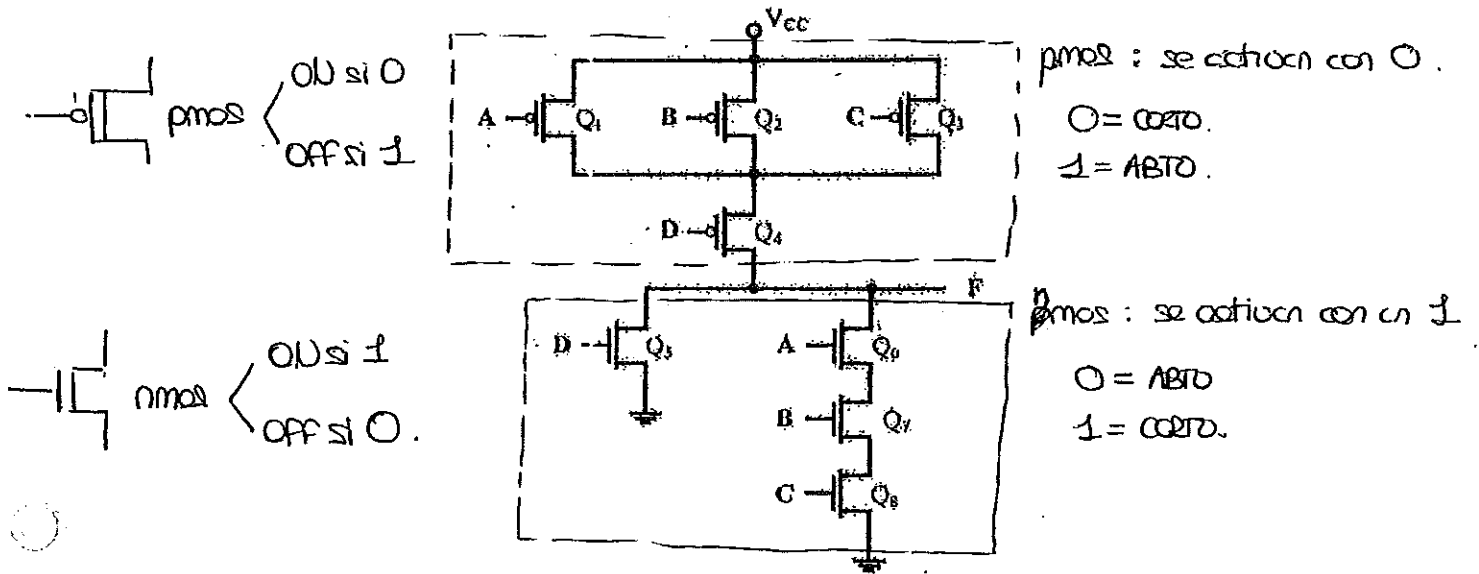 Vcc
pmos : se activan con 0.
ON si 0
pmos
OFF si 1
A Q1 B Q2 C Q3
0 = CORTO.
1 = ABTO.
D Q4
F
nmos : se activan con un 1
D Q5 A Q6
ON si 1
nmos
OFF si 0.
0 = ABTO
1 = CORTO.
B Q7
C Q8